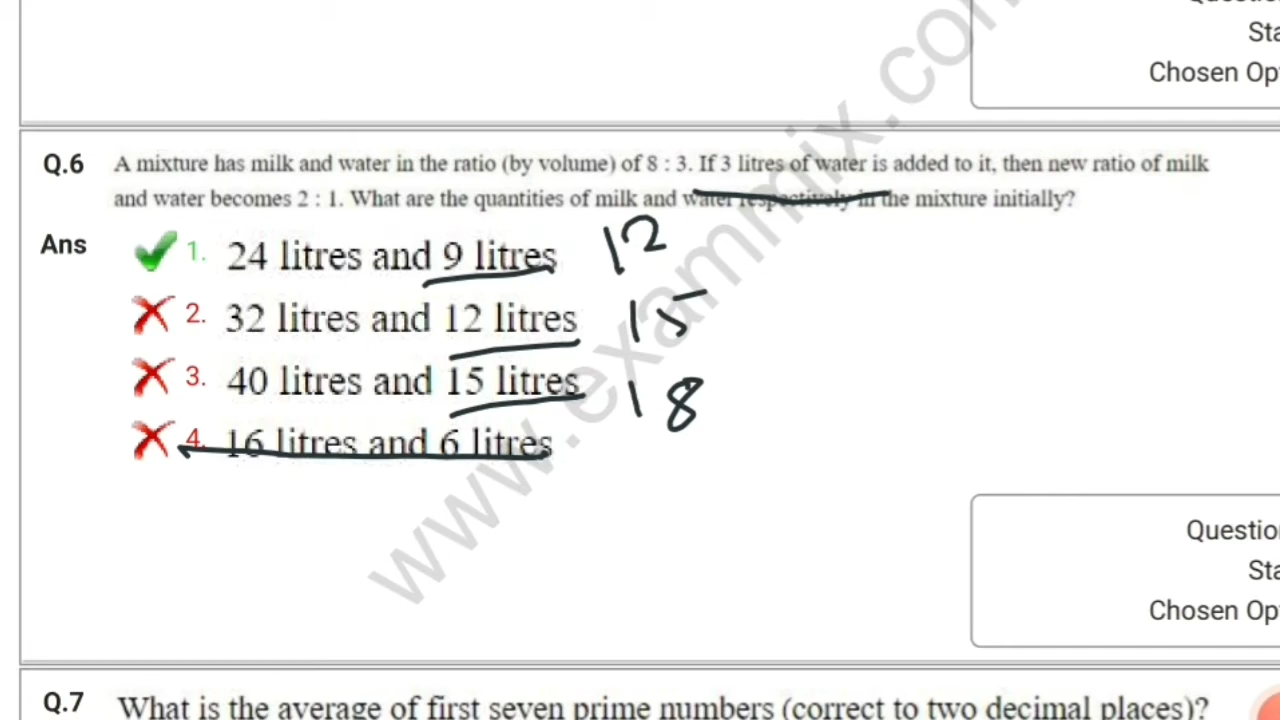 Sta
Chosen Op
Q.6 A mixture has milk and water in the ratio (by volume) of 8 : 3. If 3 litres of water is added to it, then new ratio of milk
and water becomes 2 : 1. What are the quantities of milk and water respectively in the mixture initially?
Ans 1. 24 litres and 9 litres 12
2. 32 litres and 12 litres 15
3. 40 litres and 15 litres 18
4. 16 litres and 6 litres
www.exammix.com
Questio
Sta
Chosen Op
Q.7 What is the average of first seven prime numbers (correct to two decimal places)?